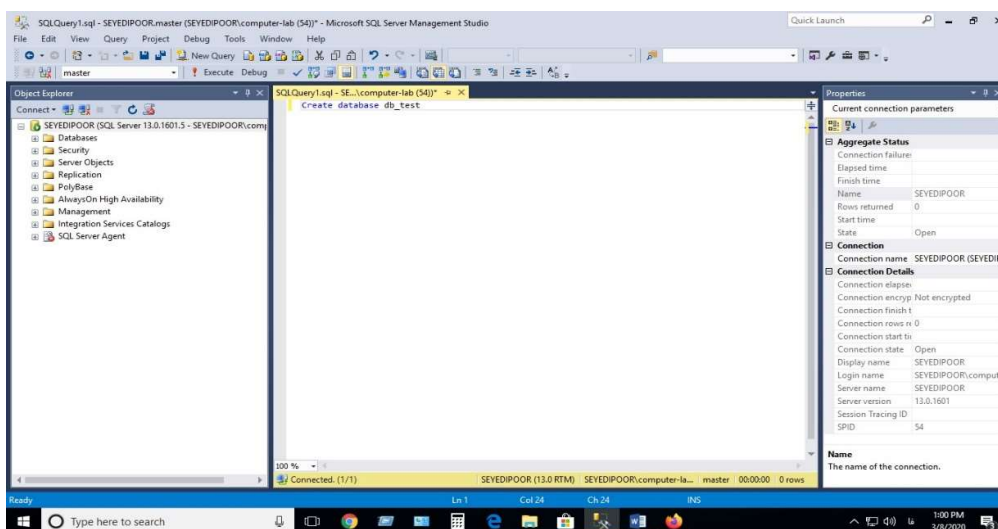 SQLQuery1.sql - SEYEDIPOOR.master (SEYEDIPOOR\computer-lab (54))* - Microsoft SQL Server Management Studio
Quick Launch
File Edit View Query Project Debug Tools Window Help
New Query
master Execute Debug
Object Explorer
Connect
SEYEDIPOOR (SQL Server 13.0.1601.5 - SEYEDIPOOR\comp
Databases
Security
Server Objects
Replication
PolyBase
AlwaysOn High Availability
Management
Integration Services Catalogs
SQL Server Agent
SQLQuery1.sql - SE...\computer-lab (54))*
Create database db_test
100 %
Connected. (1/1) SEYEDIPOOR (13.0 RTM) SEYEDIPOOR\computer-la... master 00:00:00 0 rows
Properties
Current connection parameters
Aggregate Status
Connection failure
Elapsed time
Finish time
Name SEYEDIPOOR
Rows returned 0
Start time
State Open
Connection
Connection name SEYEDIPOOR (SEYEDI
Connection Details
Connection elapse
Connection encryp Not encrypted
Connection finish t
Connection rows r 0
Connection start ti
Connection state Open
Display name SEYEDIPOOR
Login name SEYEDIPOOR\comput
Server name SEYEDIPOOR
Server version 13.0.1601
Session Tracing ID
SPID 54
Name
The name of the connection.
Ready Ln 1 Col 24 Ch 24 INS
Type here to search
فا
1:00 PM
3/8/2020